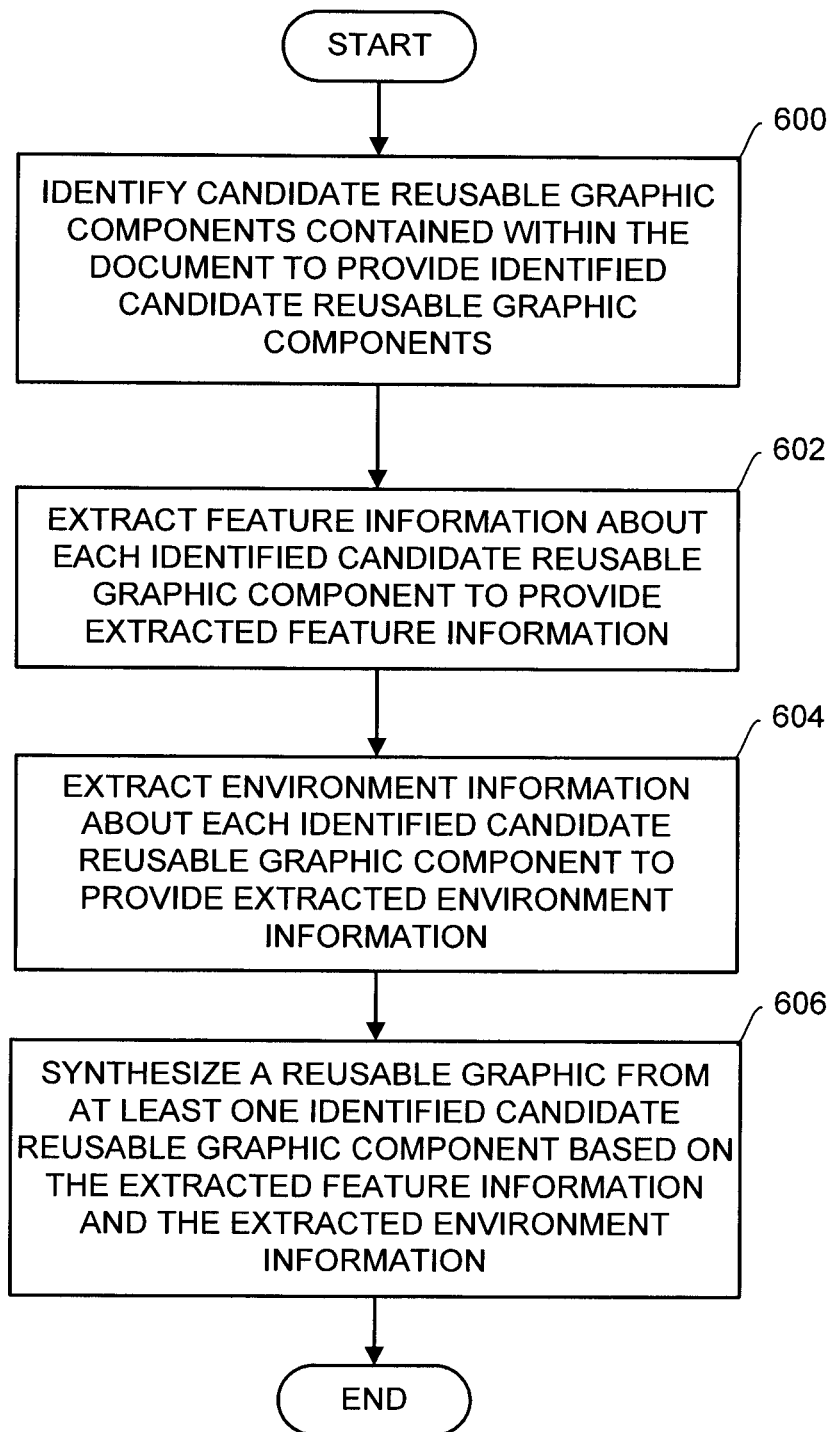 START
600
IDENTIFY CANDIDATE REUSABLE GRAPHIC
COMPONENTS CONTAINED WITHIN THE
DOCUMENT TO PROVIDE IDENTIFIED
CANDIDATE REUSABLE GRAPHIC
COMPONENTS
602
EXTRACT FEATURE INFORMATION ABOUT
EACH IDENTIFIED CANDIDATE REUSABLE
GRAPHIC COMPONENT TO PROVIDE
EXTRACTED FEATURE INFORMATION
604
EXTRACT ENVIRONMENT INFORMATION
ABOUT EACH IDENTIFIED CANDIDATE
REUSABLE GRAPHIC COMPONENT TO
PROVIDE EXTRACTED ENVIRONMENT
INFORMATION
606
SYNTHESIZE A REUSABLE GRAPHIC FROM
AT LEAST ONE IDENTIFIED CANDIDATE
REUSABLE GRAPHIC COMPONENT BASED ON
THE EXTRACTED FEATURE INFORMATION
AND THE EXTRACTED ENVIRONMENT
INFORMATION
END